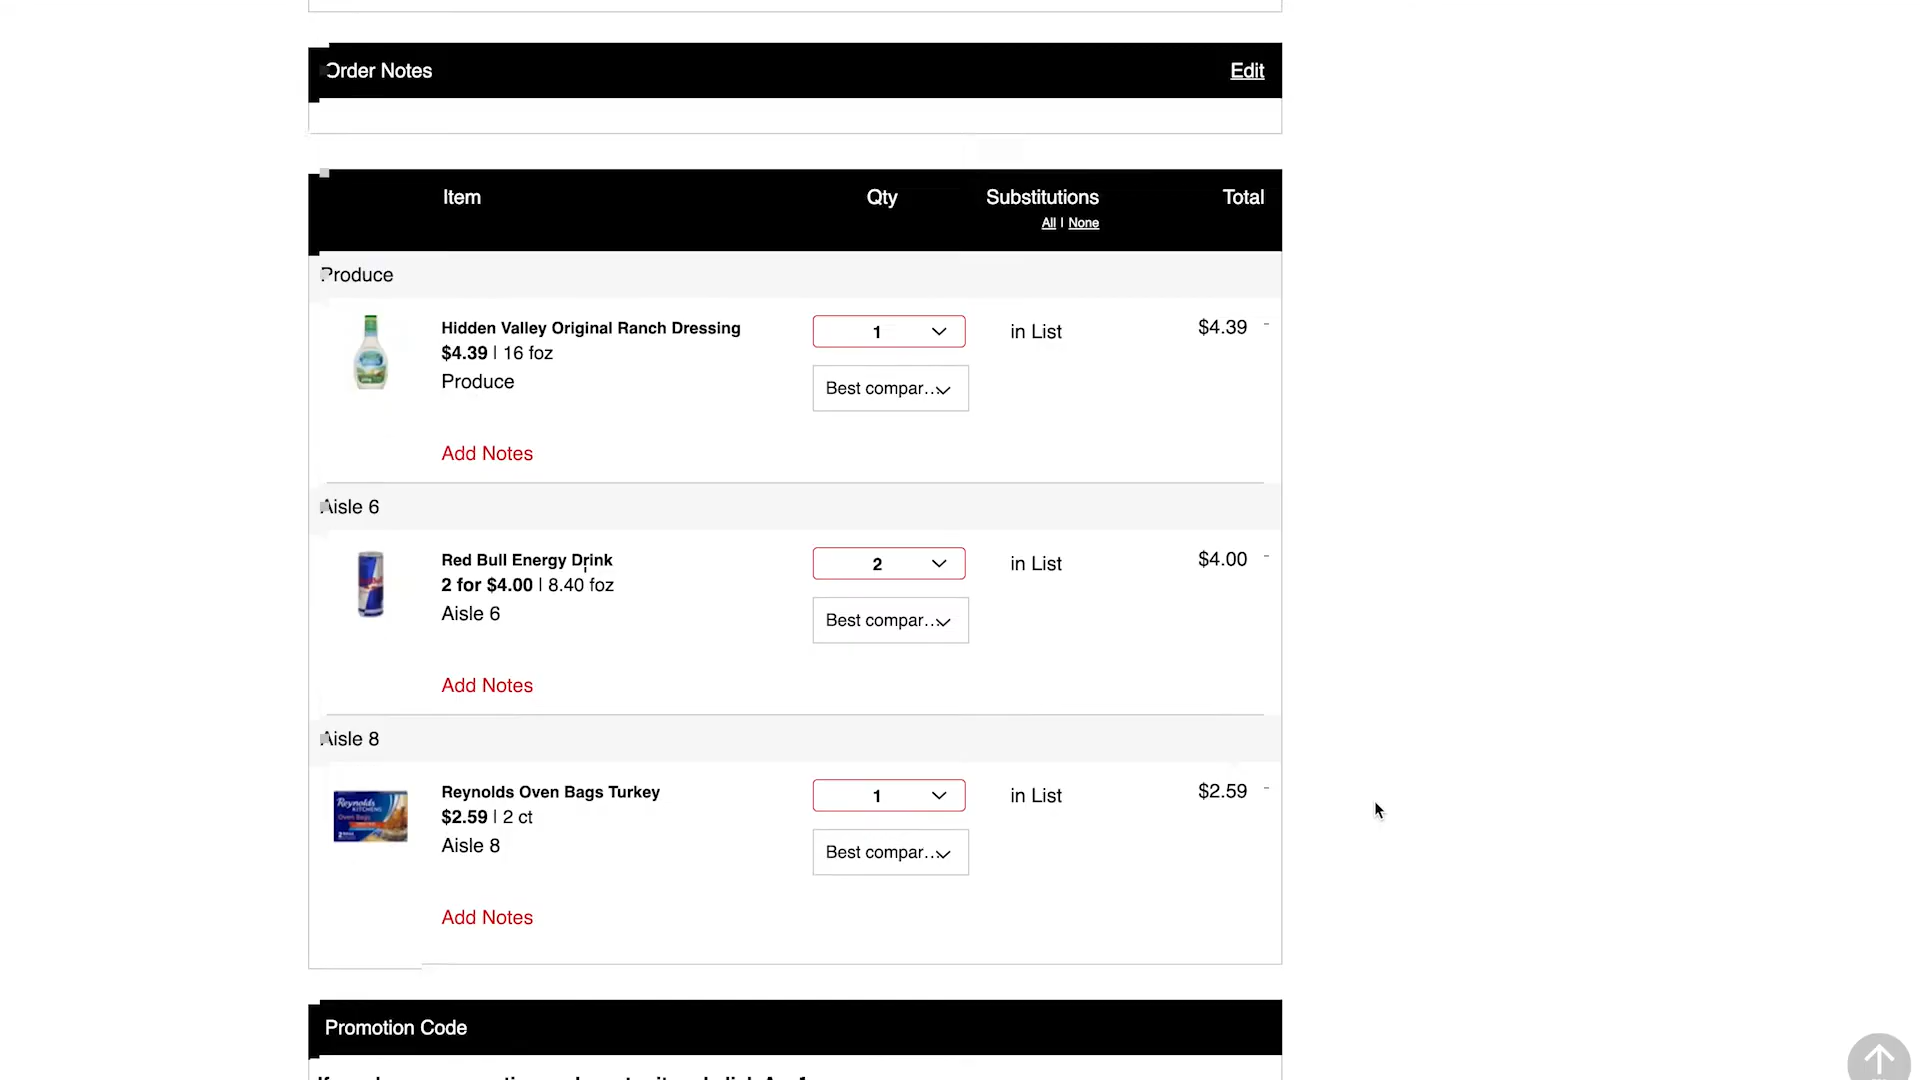 Order Notes
Edit
Item
Qty
Substitutions
Total
All | None
Produce
Hidden Valley Original Ranch Dressing
1
in List
$4.39 -
$4.39 | 16 foz
Produce
Best compar...
Add Notes
Aisle 6
Red Bull Energy Drink
2
in List
$4.00 -
2 for $4.00 | 8.40 foz
Aisle 6
Best compar...
Add Notes
Aisle 8
Reynolds Oven Bags Turkey
1
in List
$2.59 -
$2.59 | 2 ct
Aisle 8
Reynolds
KITCHENS
Oven Bags
Best compar...
Add Notes
Promotion Code